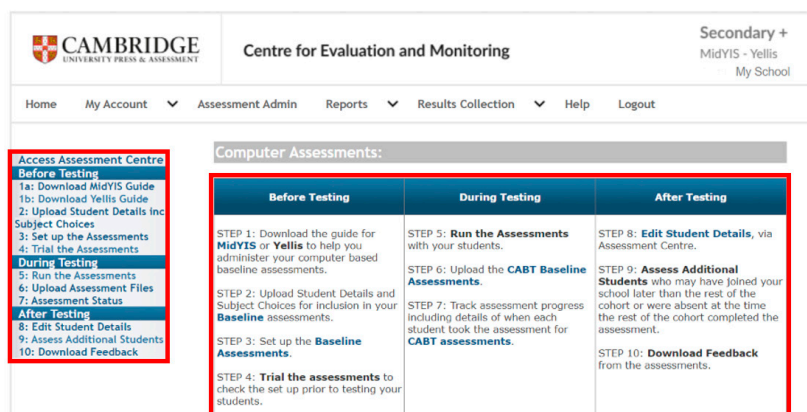 CAMBRIDGE
UNIVERSITY PRESS & ASSESSMENT
Centre for Evaluation and Monitoring
Secondary +
MidYIS - Yellis
My School
Home My Account Assessment Admin Reports Results Collection Help Logout
Access Assessment Centre
Before Testing
1a: Download MidYIS Guide
1b: Download Yellis Guide
2: Upload Student Details inc
Subject Choices
3: Set up the Assessments
4: Trial the Assessments
During Testing
5: Run the Assessments
6: Upload Assessment Files
7: Assessment Status
After Testing
8: Edit Student Details
9: Assess Additional Students
10: Download Feedback
Computer Assessments:
Before Testing
STEP 1: Download the guide for
MidYIS or Yellis to help you
administer your computer based
baseline assessments.
STEP 2: Upload Student Details and
Subject Choices for inclusion in your
Baseline assessments.
STEP 3: Set up the Baseline
Assessments.
STEP 4: Trial the assessments to
check the set up prior to testing your
students.
During Testing
STEP 5: Run the Assessments
with your students.
STEP 6: Upload the CABT Baseline
Assessments.
STEP 7: Track assessment progress
including details of when each
student took the assessment for
CABT assessments.
After Testing
STEP 8: Edit Student Details, via
Assessment Centre.
STEP 9: Assess Additional
Students who may have joined your
school later than the rest of the
cohort or were absent at the time
the rest of the cohort completed the
assessment.
STEP 10: Download Feedback
from the assessments.